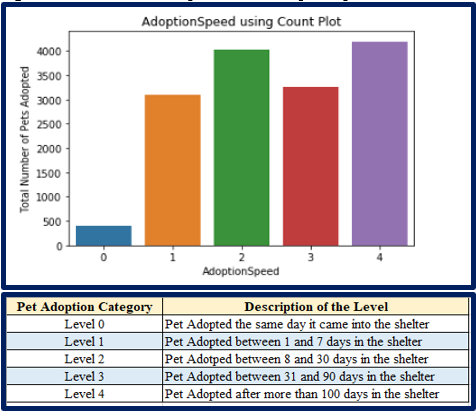 AdoptionSpeed using Count Plot
Total Number of Pets Adopted
4000
3500
3000
2500
2000
1500
1000
500
0
0 1 2 3 4
AdoptionSpeed
Pet Adoption Category Description of the Level
Level 0 Pet Adopted the same day it came into the shelter
Level 1 Pet Adopted between 1 and 7 days in the shelter
Level 2 Pet Adopted between 8 and 30 days in the shelter
Level 3 Pet Adotped between 31 and 90 days in the shelter
Level 4 Pet Adopted after more than 100 days in the shelter